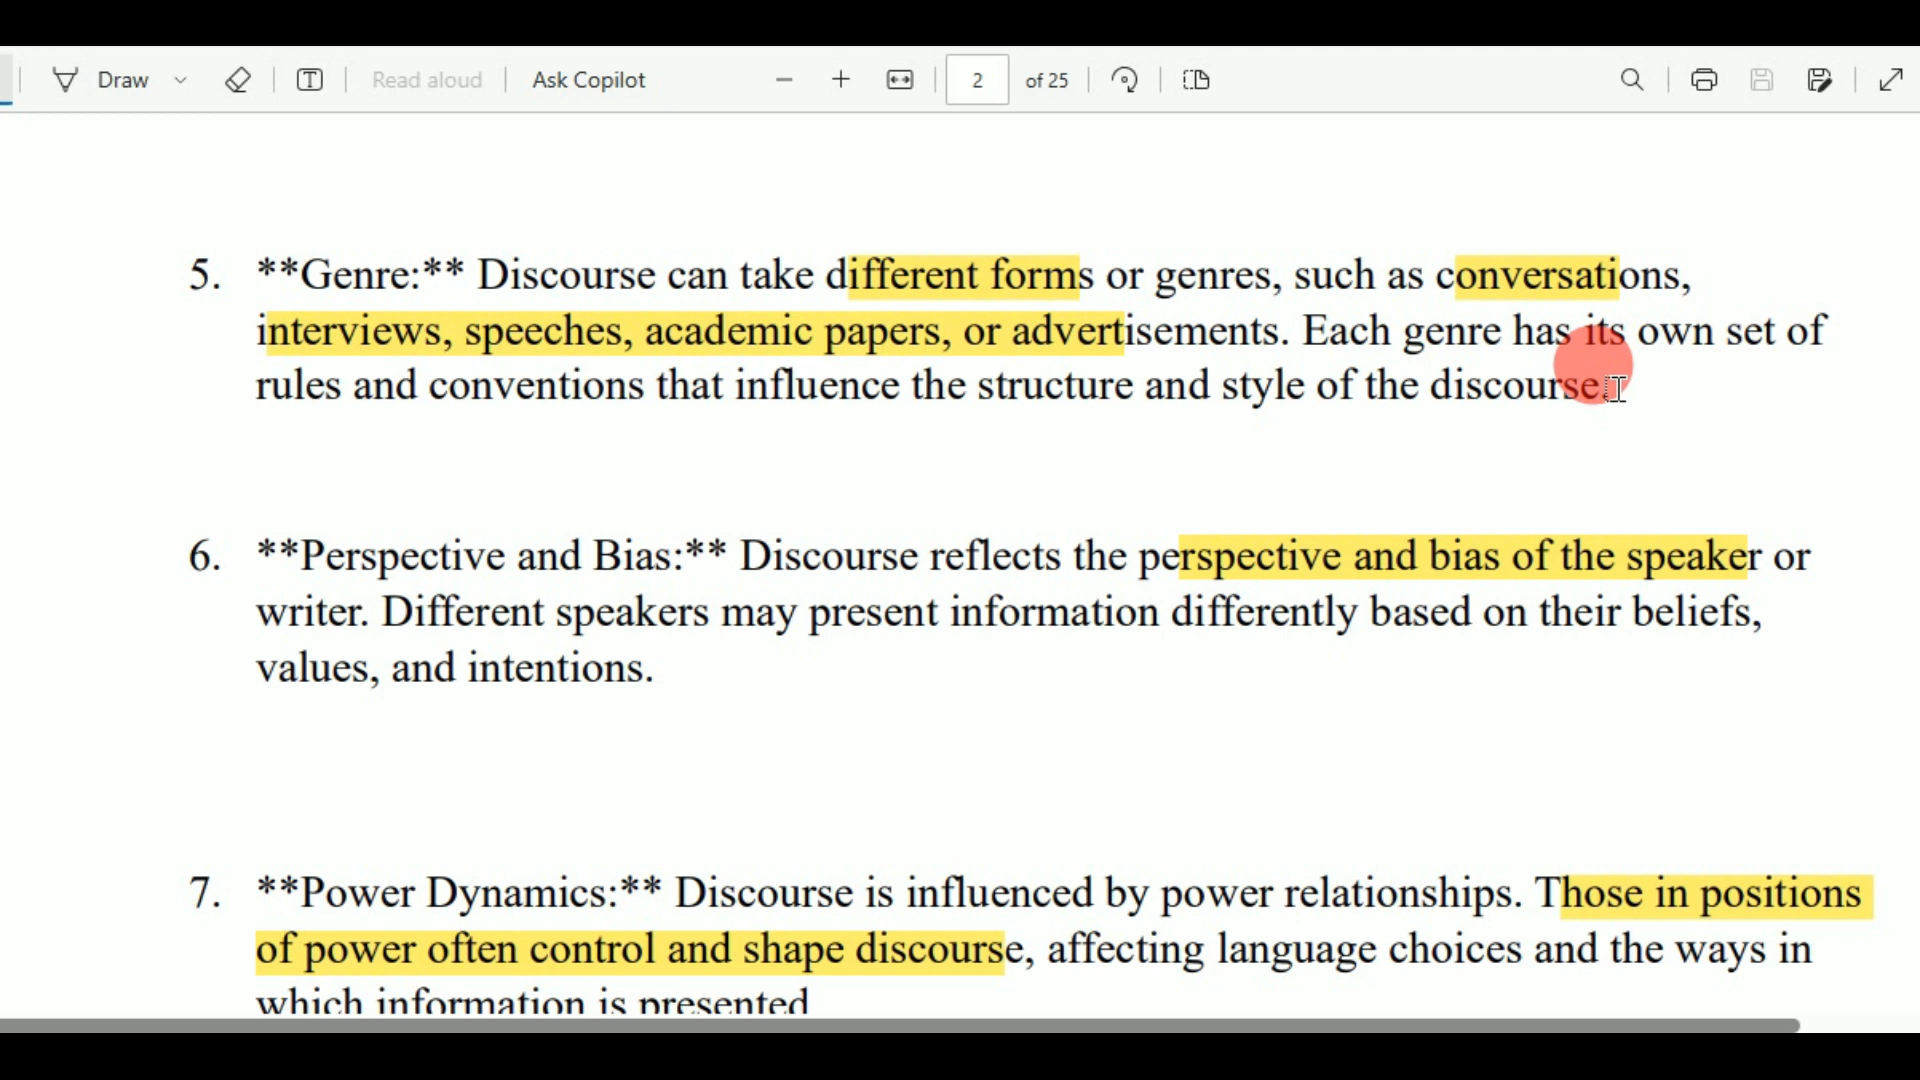 Draw Read aloud Ask Copilot 2 of 25
5. **Genre:** Discourse can take different forms or genres, such as conversations,
interviews, speeches, academic papers, or advertisements. Each genre has its own set of
rules and conventions that influence the structure and style of the discourse.
6. **Perspective and Bias:** Discourse reflects the perspective and bias of the speaker or
writer. Different speakers may present information differently based on their beliefs,
values, and intentions.
7. **Power Dynamics:** Discourse is influenced by power relationships. Those in positions
of power often control and shape discourse, affecting language choices and the ways in
which information is presented